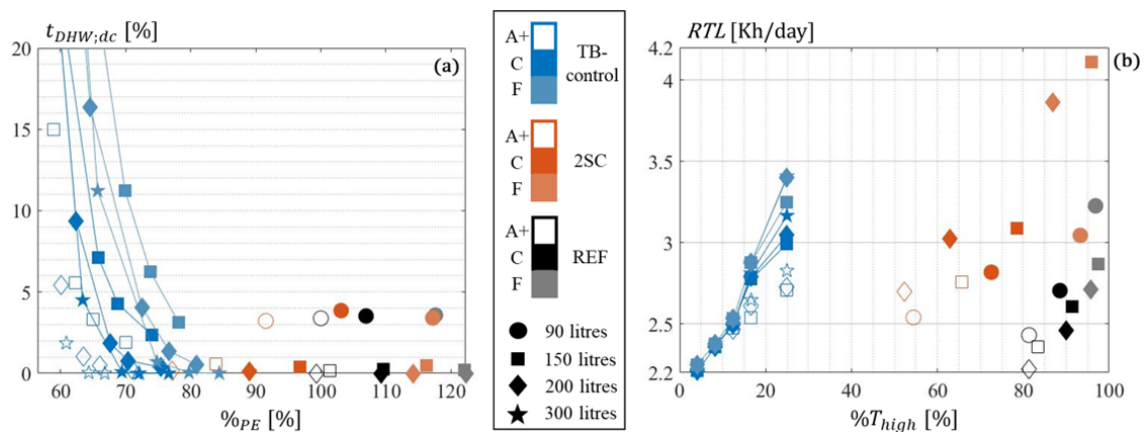 t_DHW;dc [%]
(a)
20
15
10
5
0
60 70 80 90 100 110 120
%_PE [%]
A+
C
F
TB-
control
A+
C
F
2SC
A+
C
F
REF
90 litres
150 litres
200 litres
300 litres
RTL [Kh/day]
(b)
4.2
3.5
3
2.5
2.2
0 20 40 60 80 100
%T_high [%]